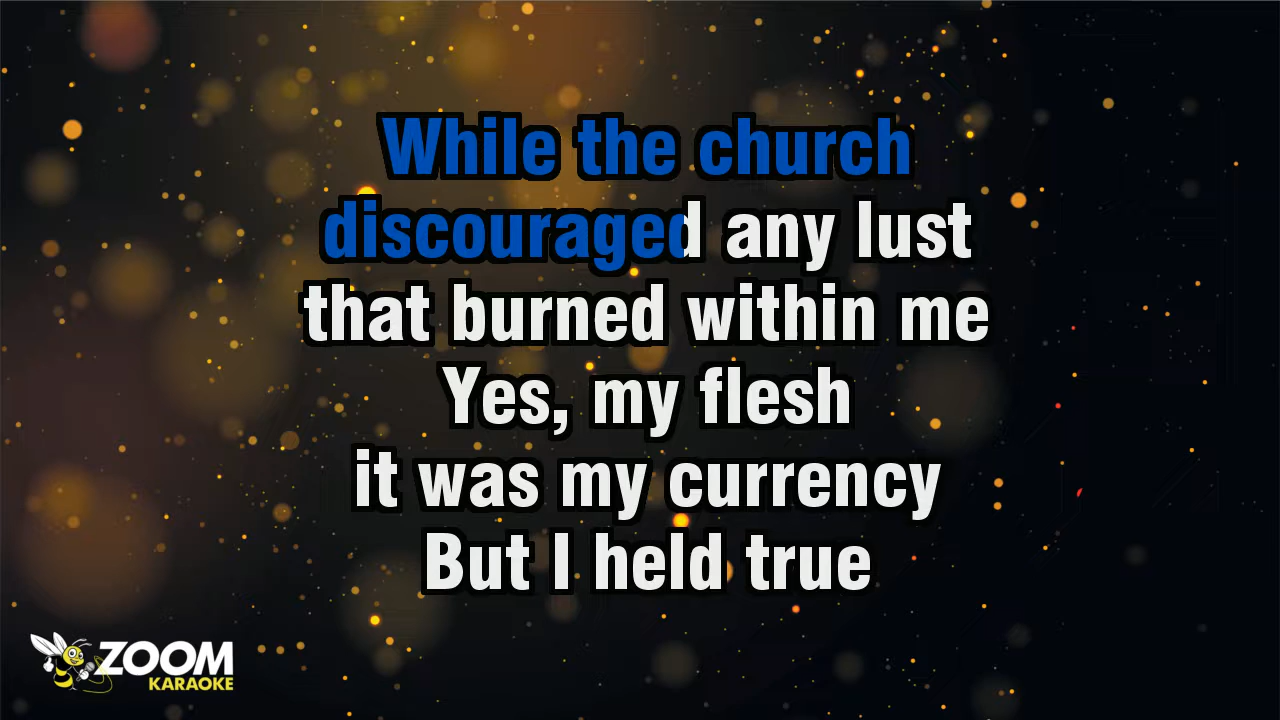 While the church
discouraged any lust
that burned within me
Yes, my flesh
it was my currency
But I held true
ZOOM
KARAOKE